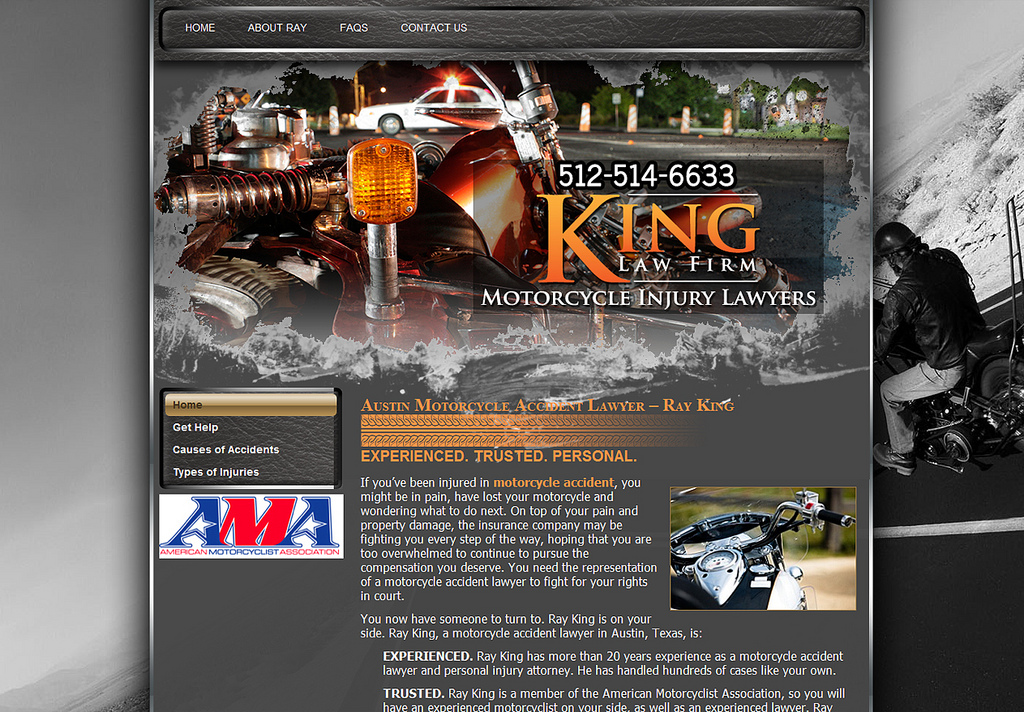 HOME ABOUT RAY FAQS CONTACT US
512-514-6633
KING
LAW FIRM
MOTORCYCLE INJURY LAWYERS
Home
Get Help
Causes of Accidents
Types of Injuries
AMA
AMERICAN MOTORCYCLIST ASSOCIATION
AUSTIN MOTORCYCLE ACCIDENT LAWYER – RAY KING
EXPERIENCED. TRUSTED. PERSONAL.
If you've been injured in motorcycle accident, you
might be in pain, have lost your motorcycle and
wondering what to do next. On top of your pain and
property damage, the insurance company may be
fighting you every step of the way, hoping that you are
too overwhelmed to continue to pursue the
compensation you deserve. You need the representation
of a motorcycle accident lawyer to fight for your rights
in court.
You now have someone to turn to. Ray King is on your
side. Ray King, a motorcycle accident lawyer in Austin, Texas, is:
EXPERIENCED. Ray King has more than 20 years experience as a motorcycle accident
lawyer and personal injury attorney. He has handled hundreds of cases like your own.
TRUSTED. Ray King is a member of the American Motorcyclist Association, so you will
have an experienced motorcyclist on your side, as well as an experienced lawyer. Ray